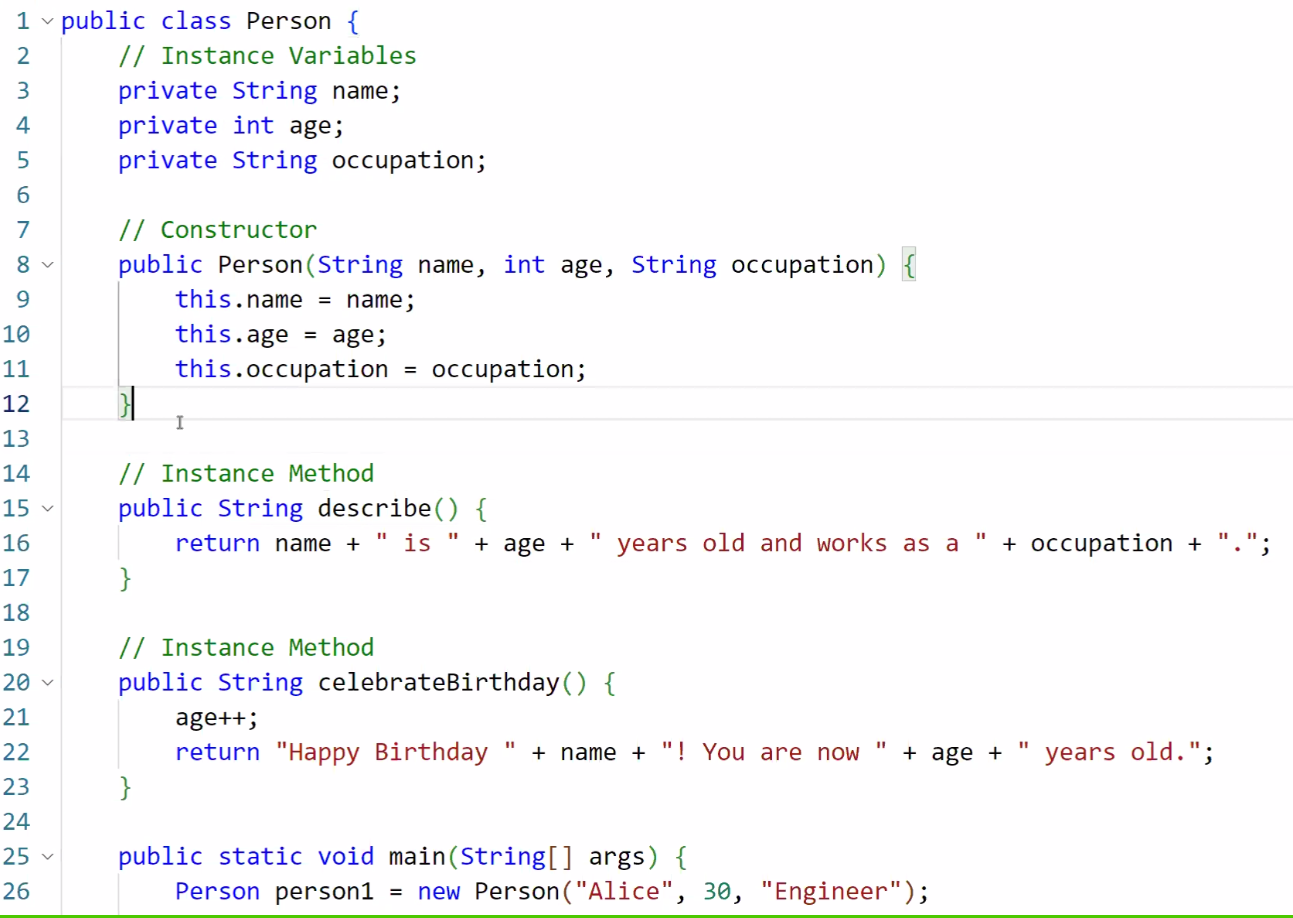 1 public class Person {
2 // Instance Variables
3 private String name;
4 private int age;
5 private String occupation;
6
7 // Constructor
8 public Person(String name, int age, String occupation) {
9 this.name = name;
10 this.age = age;
11 this.occupation = occupation;
12 }
13
14 // Instance Method
15 public String describe() {
16 return name + " is " + age + " years old and works as a " + occupation + ".";
17 }
18
19 // Instance Method
20 public String celebrateBirthday() {
21 age++;
22 return "Happy Birthday " + name + "! You are now " + age + " years old.";
23 }
24
25 public static void main(String[] args) {
26 Person person1 = new Person("Alice", 30, "Engineer");